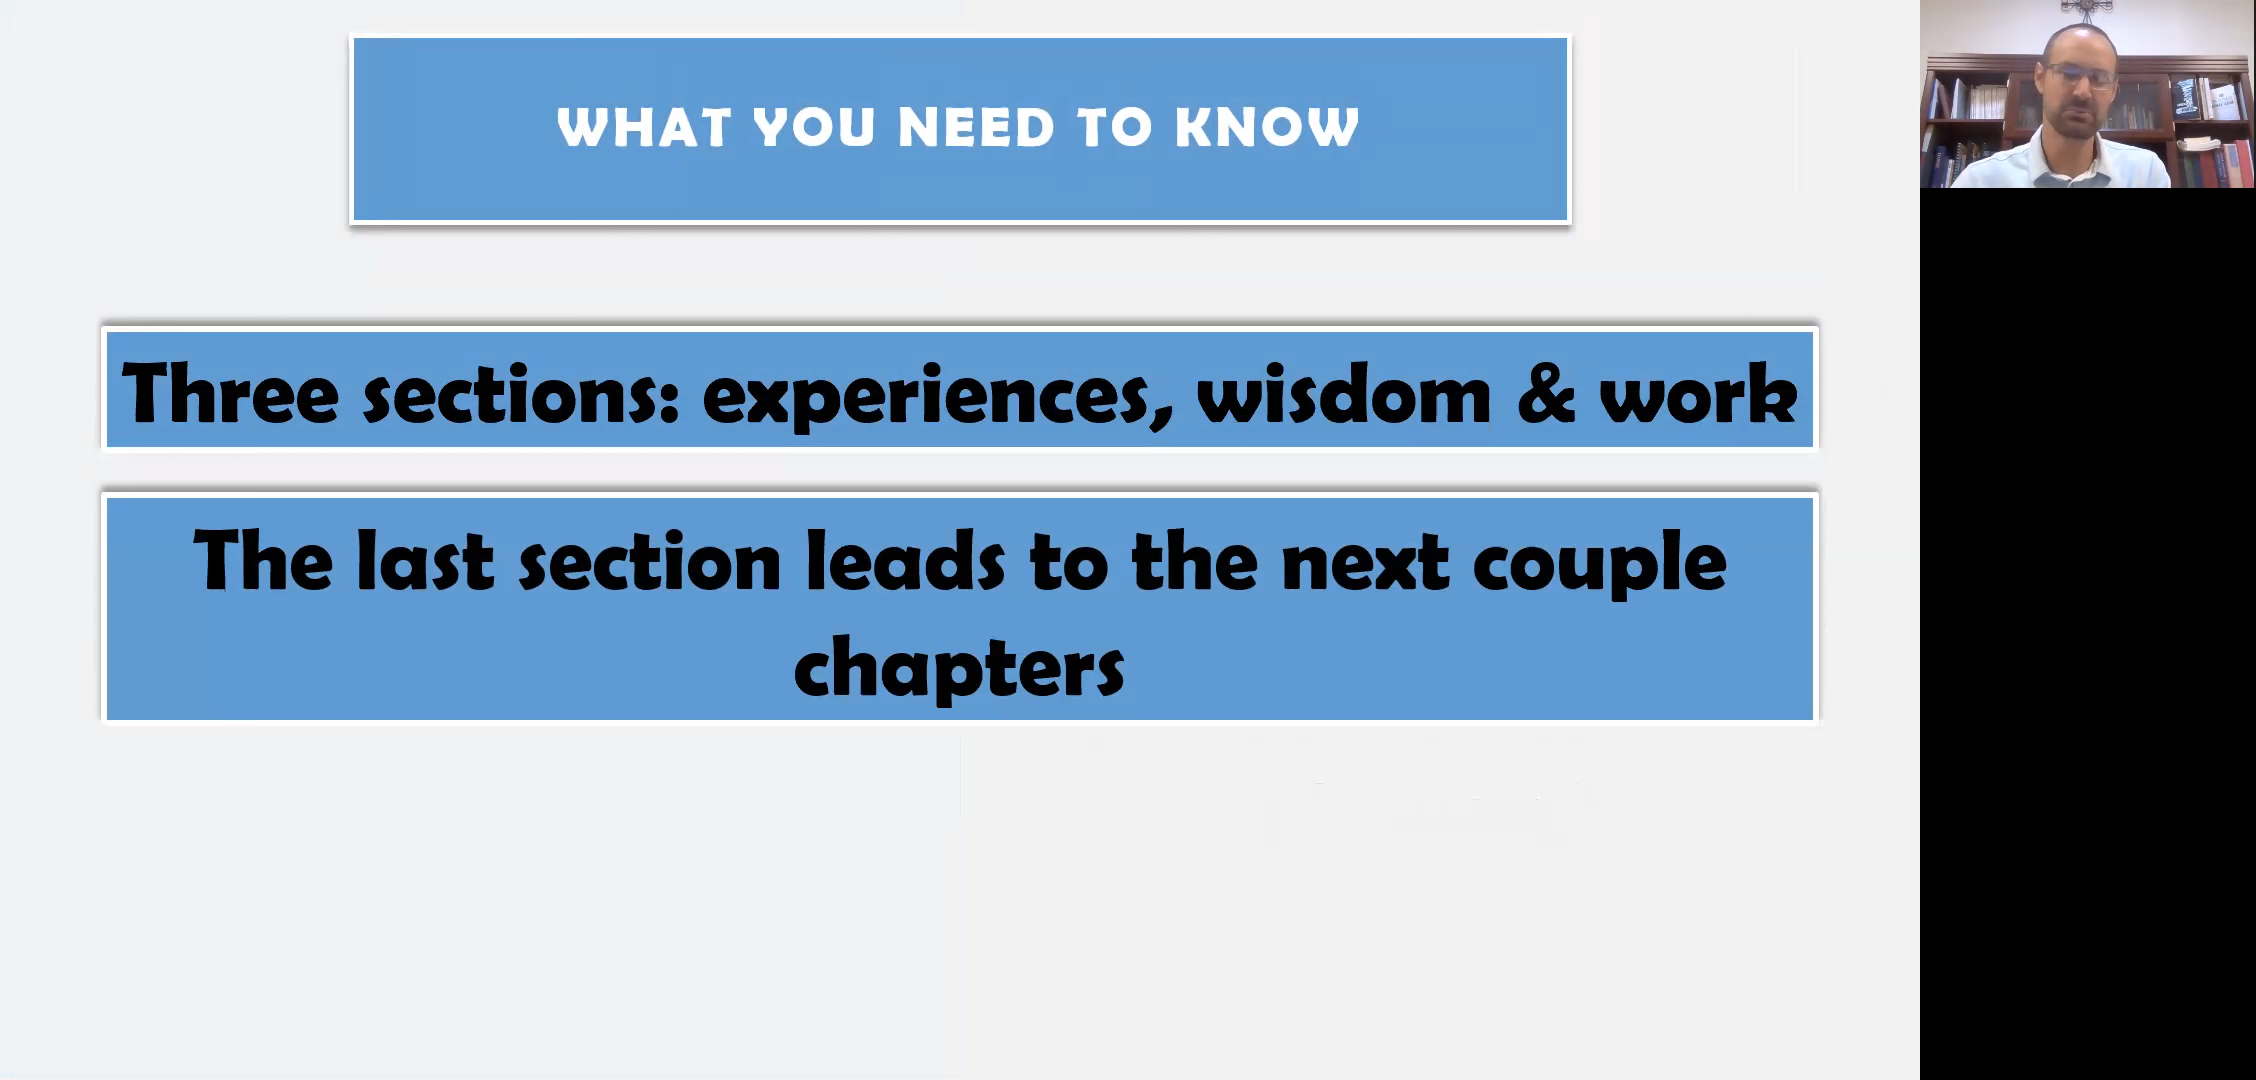 WHAT YOU NEED TO KNOW
Three sections: experiences, wisdom & work
The last section leads to the next couple
chapters